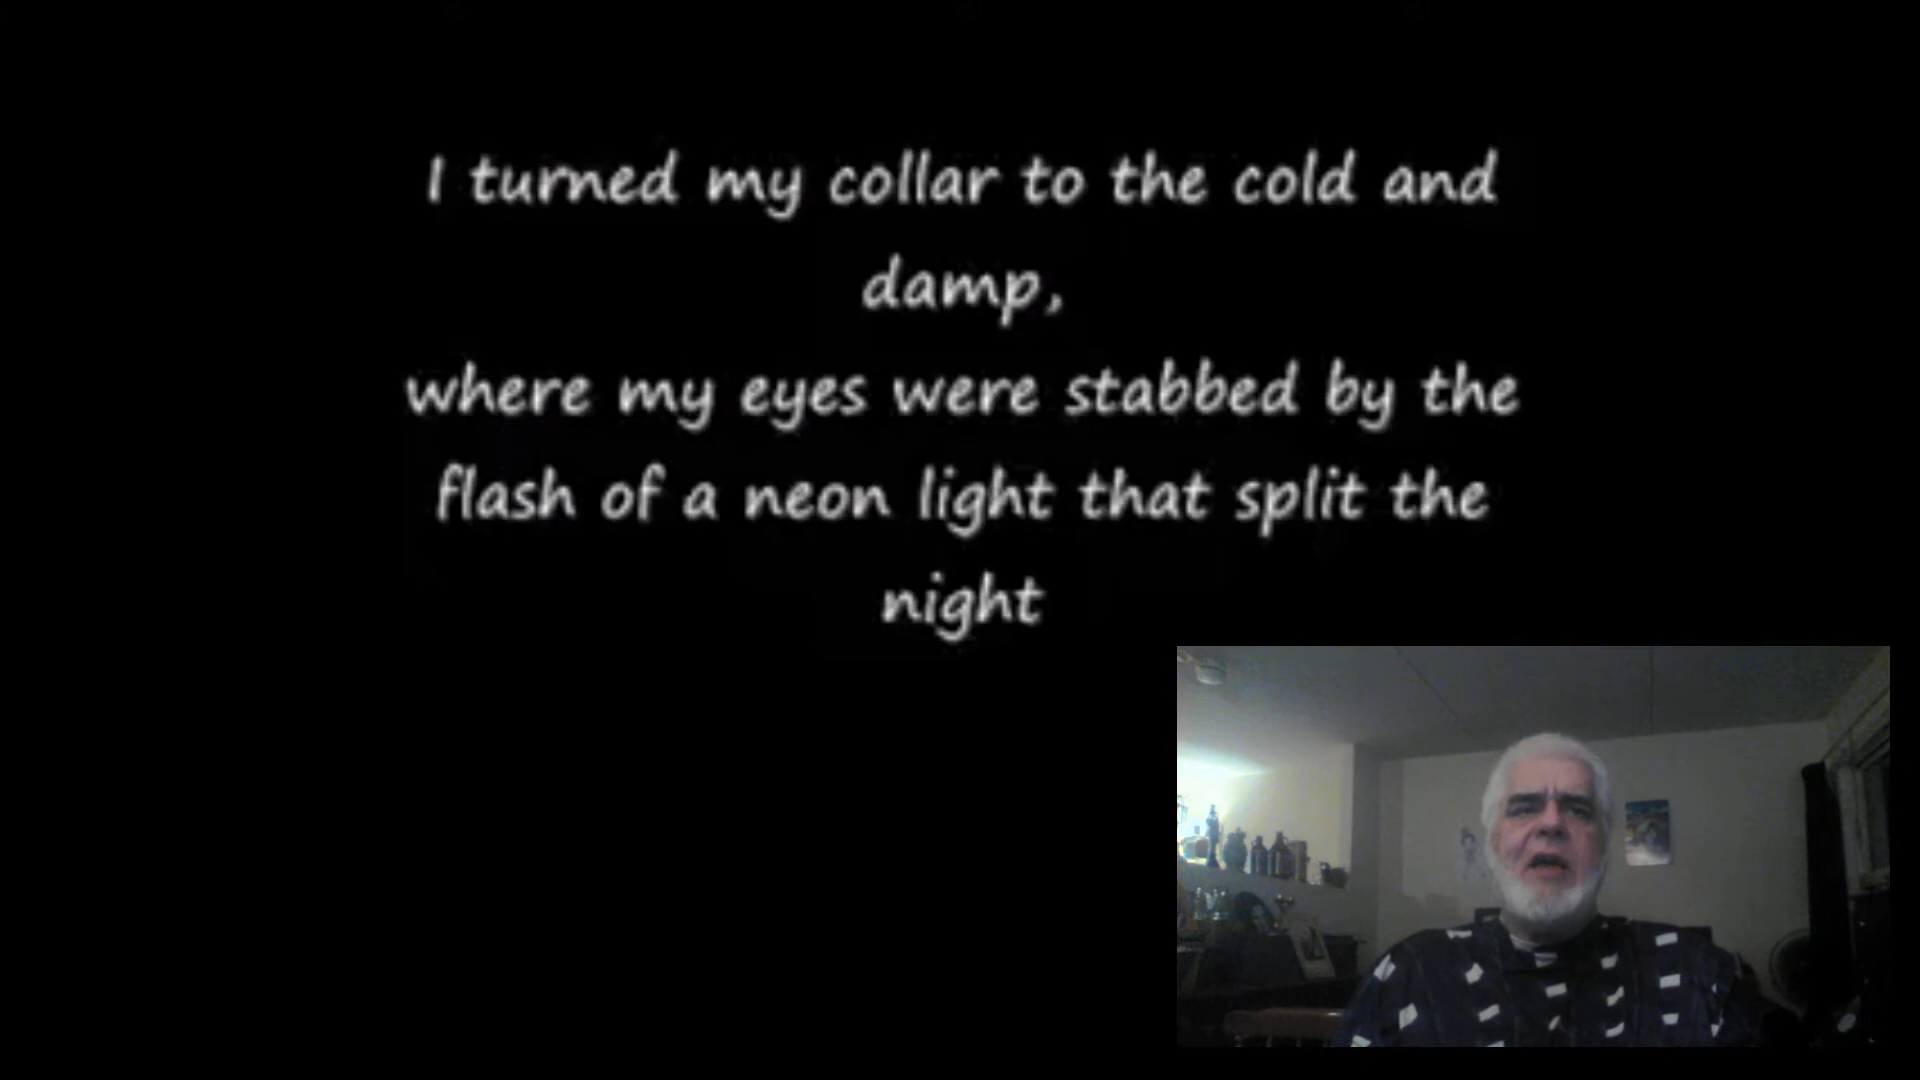 I turned my collar to the cold and
damp,
where my eyes were stabbed by the
flash of a neon light that split the
night